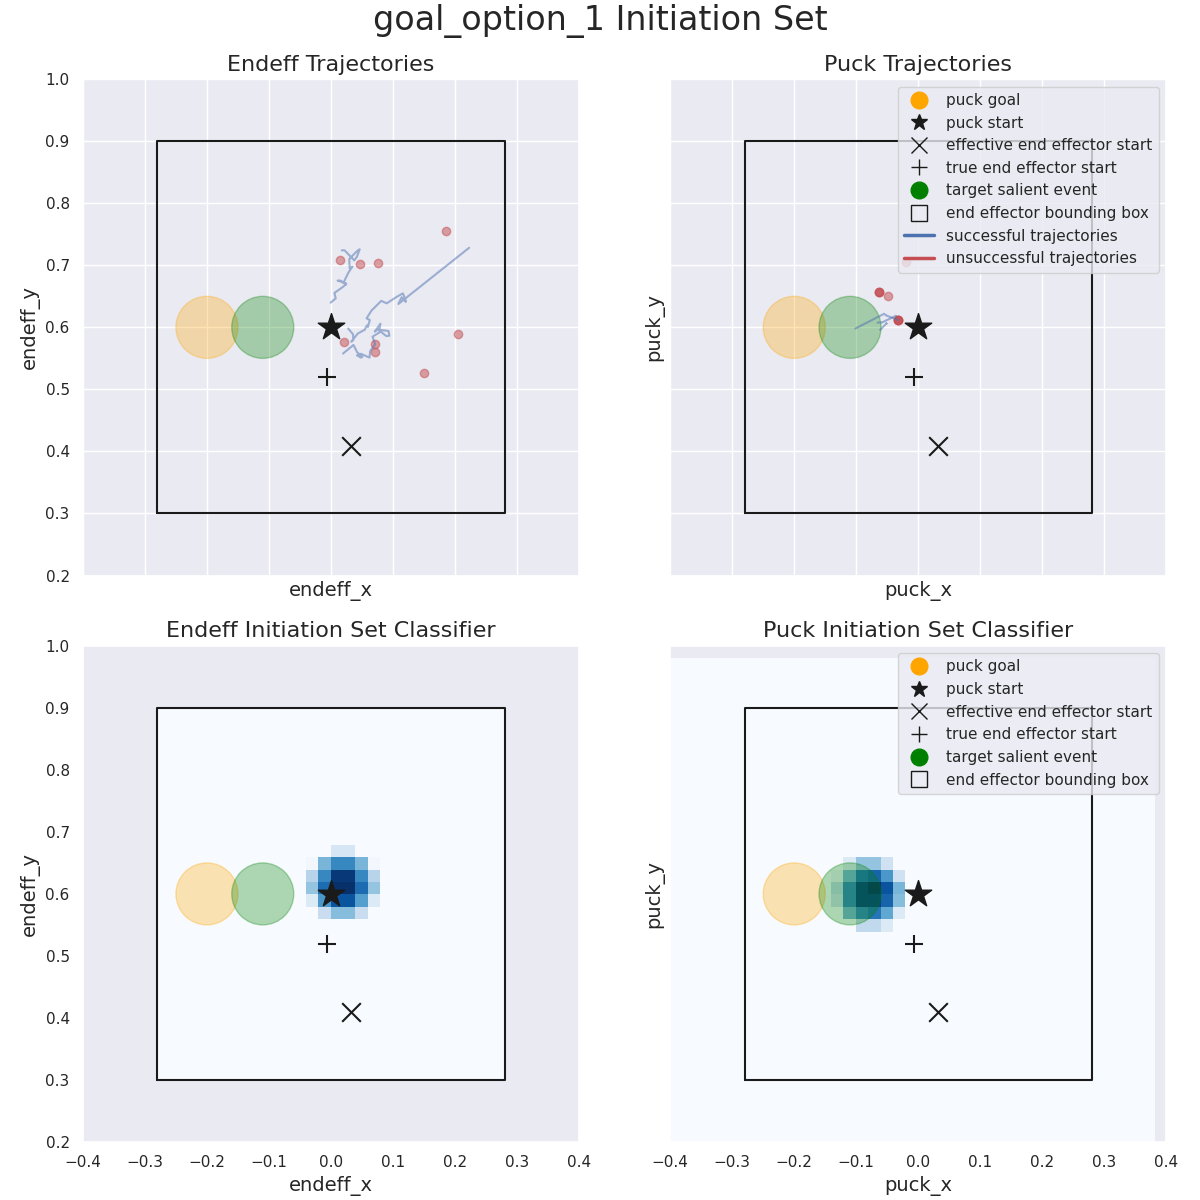 goal_option_1 Initiation Set
Endeff Trajectories
1.0
0.9
0.8
0.7
0.6
0.5
0.4
0.3
0.2
endeff_y
endeff_x
Puck Trajectories
puck goal
puck start
effective end effector start
true end effector start
target salient event
end effector bounding box
successful trajectories
unsuccessful trajectories
puck_y
puck_x
Endeff Initiation Set Classifier
1.0
0.9
0.8
0.7
0.6
0.5
0.4
0.3
0.2
endeff_y
−0.4 −0.3 −0.2 −0.1 0.0 0.1 0.2 0.3 0.4
endeff_x
Puck Initiation Set Classifier
puck goal
puck start
effective end effector start
true end effector start
target salient event
end effector bounding box
puck_y
−0.4 −0.3 −0.2 −0.1 0.0 0.1 0.2 0.3 0.4
puck_x